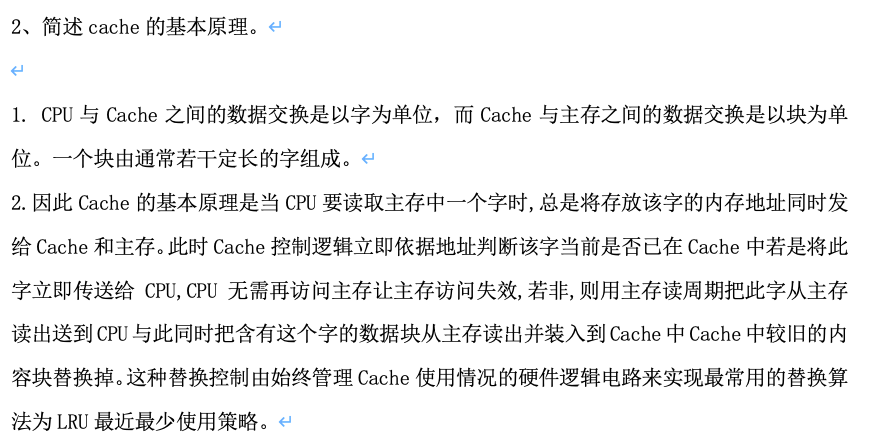 2、简述 cache 的基本原理。
1. CPU 与 Cache 之间的数据交换是以字为单位，而 Cache 与主存之间的数据交换是以块为单
位。一个块由通常若干定长的字组成。
2.因此 Cache 的基本原理是当 CPU 要读取主存中一个字时,总是将存放该字的内存地址同时发
给 Cache 和主存。此时 Cache 控制逻辑立即依据地址判断该字当前是否已在 Cache 中若是将此
字立即传送给 CPU,CPU 无需再访问主存让主存访问失效,若非,则用主存读周期把此字从主存
读出送到 CPU 与此同时把含有这个字的数据块从主存读出并装入到 Cache 中 Cache 中较旧的内
容块替换掉。这种替换控制由始终管理 Cache 使用情况的硬件逻辑电路来实现最常用的替换算
法为 LRU 最近最少使用策略。